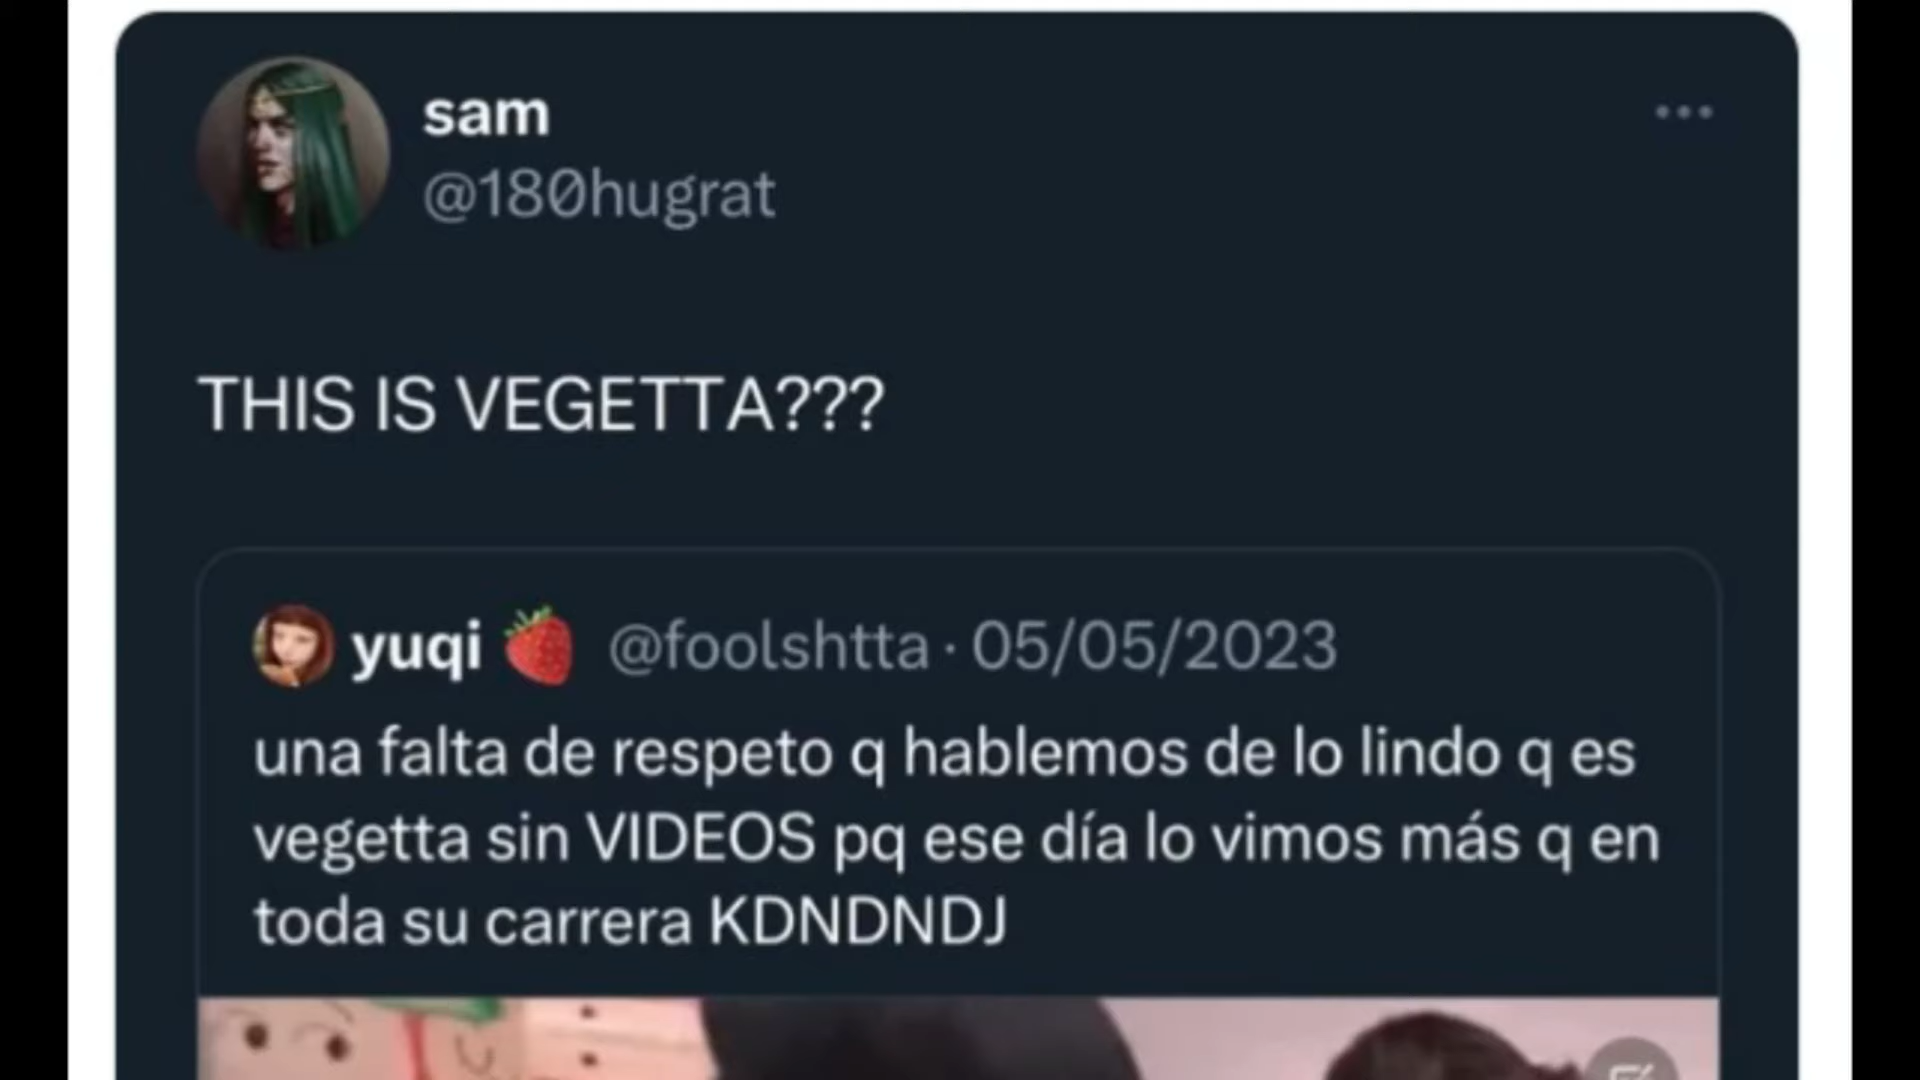 sam
@180hugrat
THIS IS VEGETTA???
yuqi 🍓 @foolshtta · 05/05/2023
una falta de respeto q hablemos de lo lindo q es
vegetta sin VIDEOS pq ese día lo vimos más q en
toda su carrera KDNDNDJ